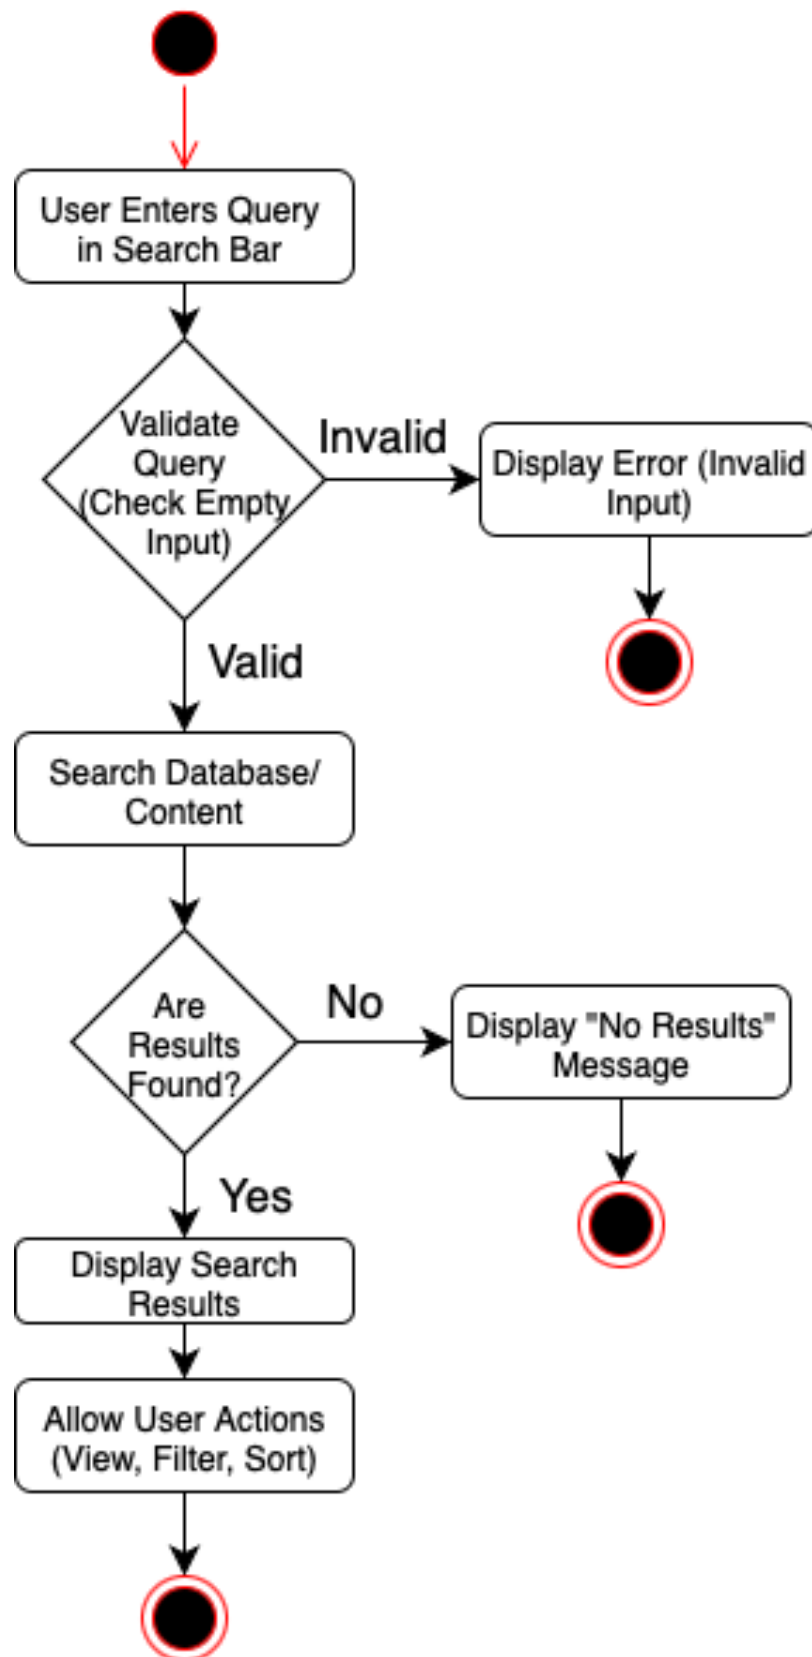 User Enters Query
in Search Bar
Validate
Query
(Check Empty
Input)
Invalid
Display Error (Invalid
Input)
Valid
Search Database/
Content
Are
Results
Found?
No
Display "No Results"
Message
Yes
Display Search
Results
Allow User Actions
(View, Filter, Sort)